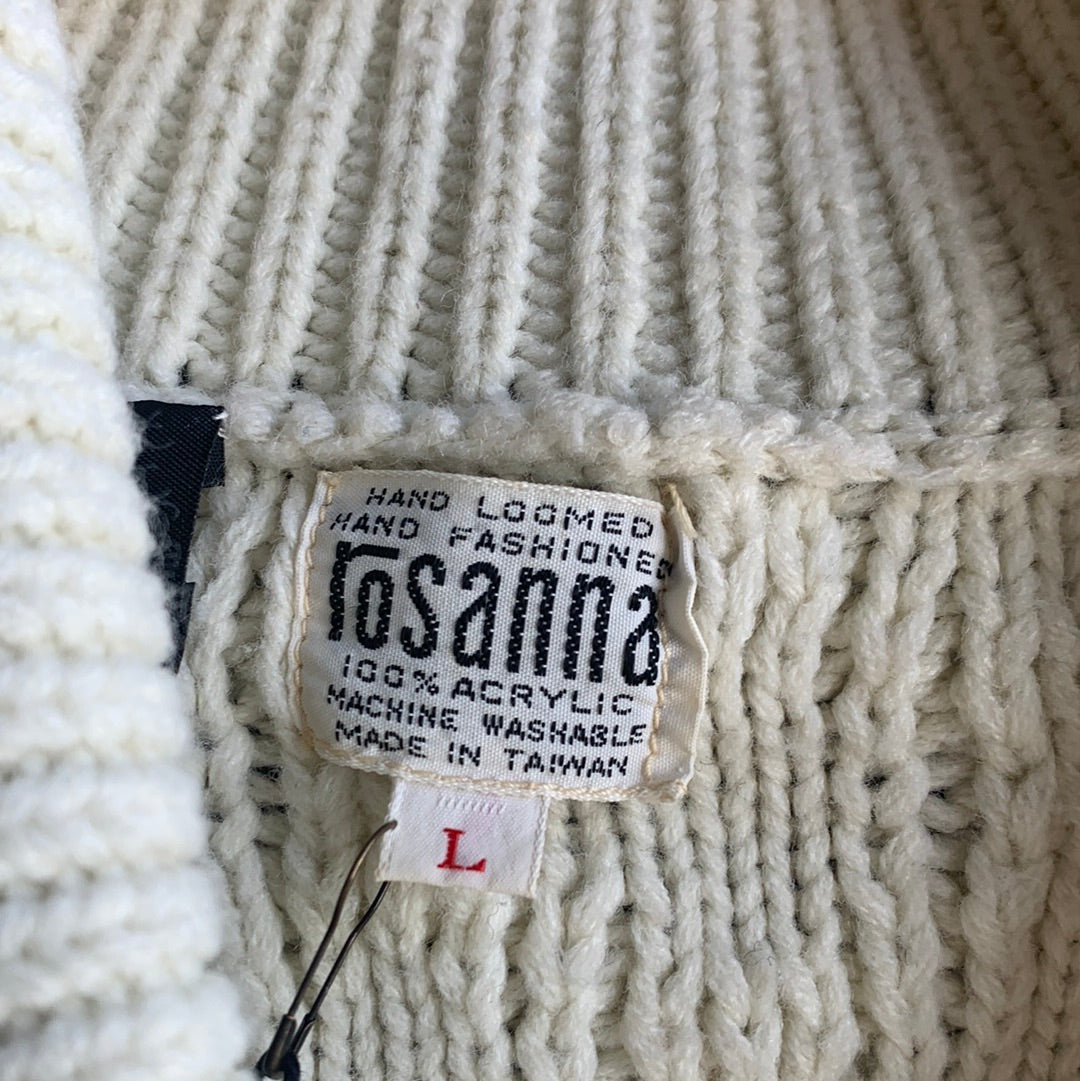 HAND LOOMED
HAND FASHIONED
rosanna
100% ACRYLIC
MACHINE WASHABLE
MADE IN TAIWAN
L